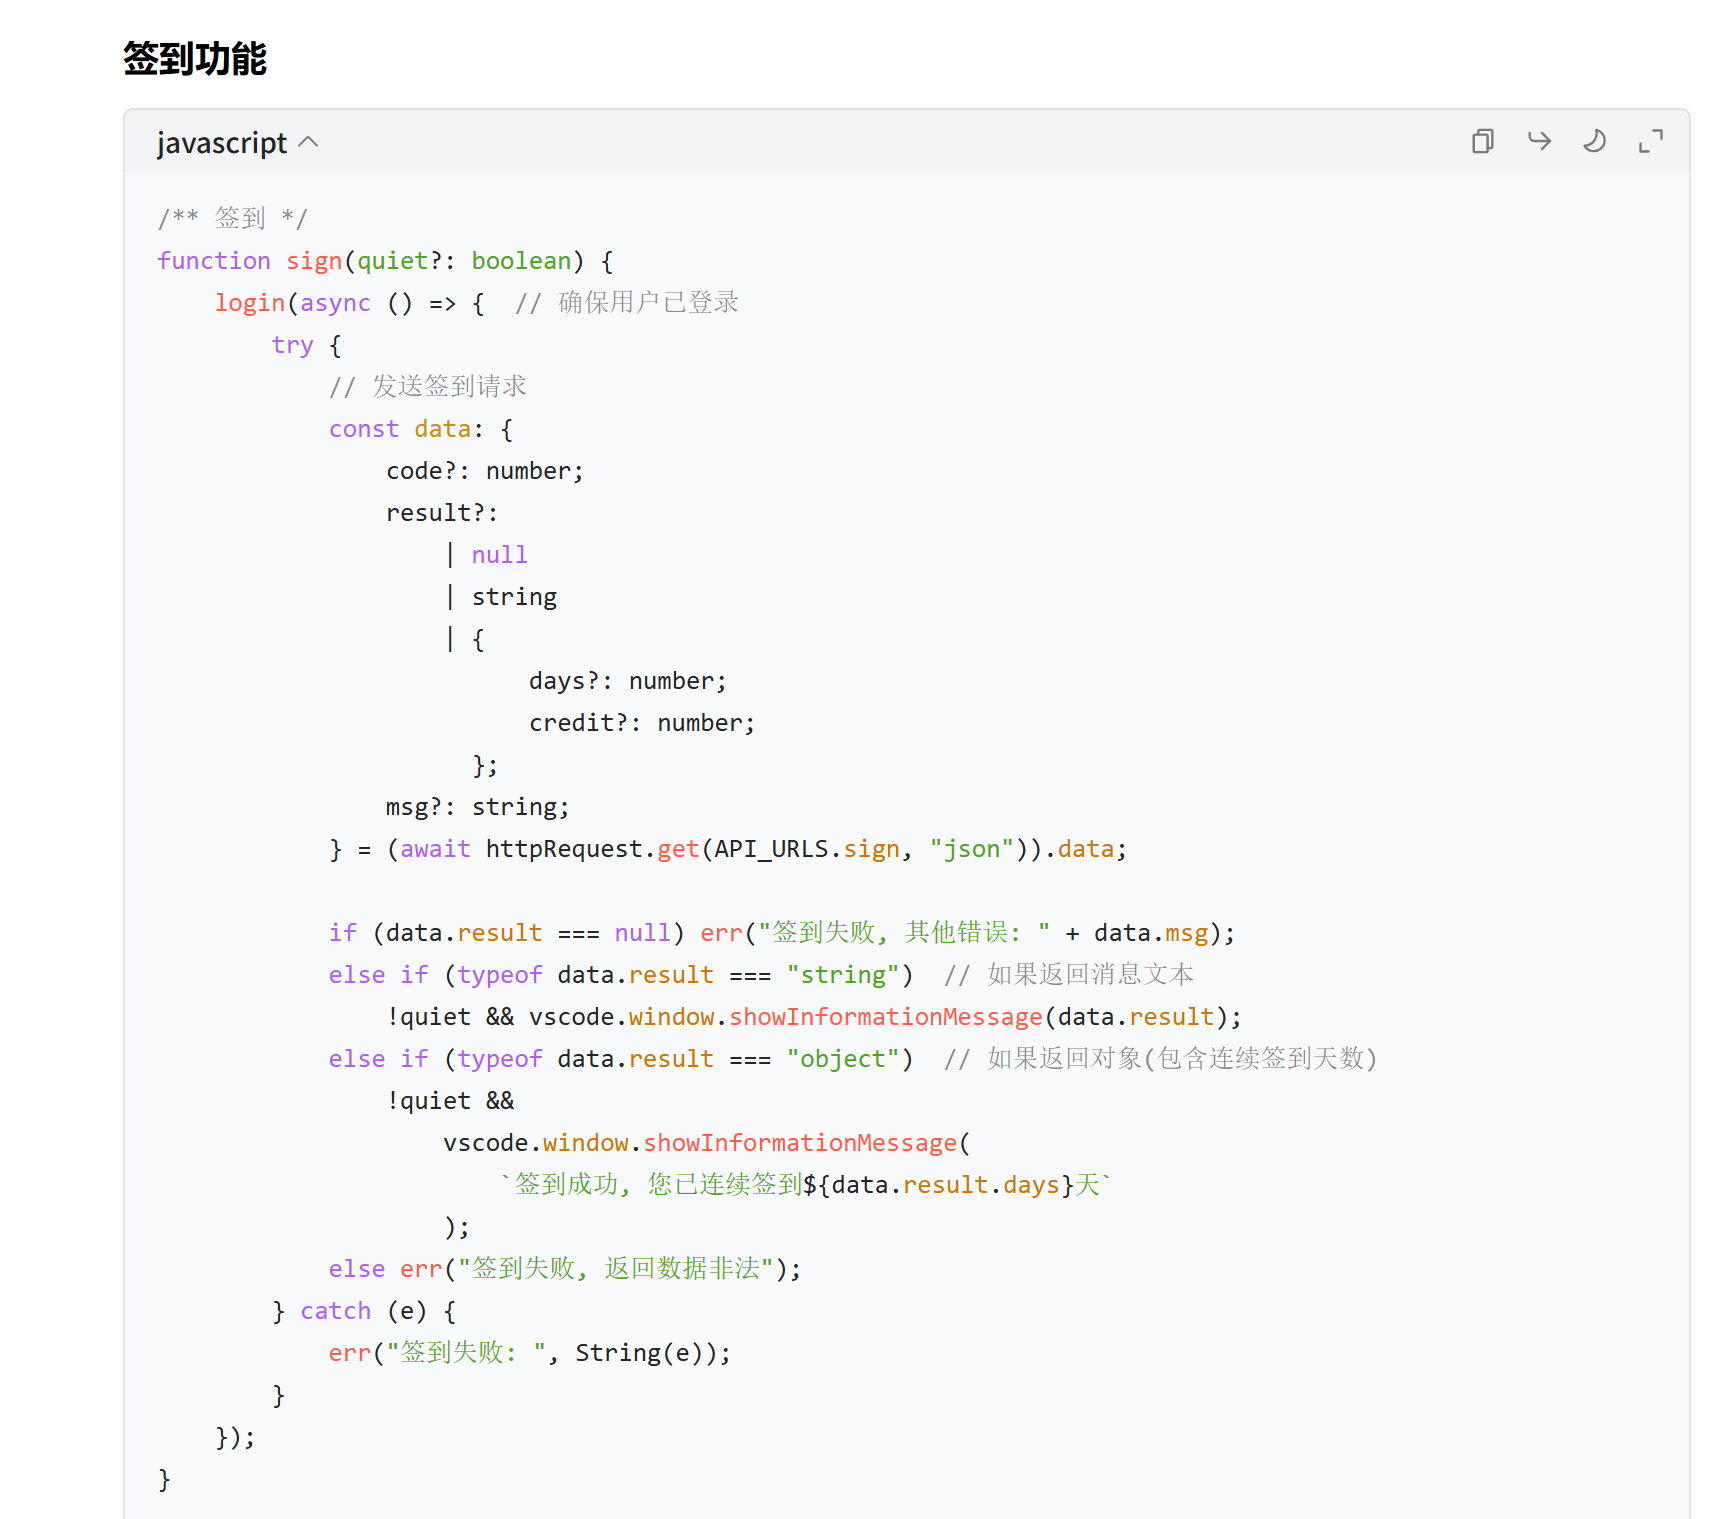 签到功能
javascript
/** 签到 */
function sign(quiet?: boolean) {
    login(async () => {  // 确保用户已登录
        try {
            // 发送签到请求
            const data: {
                code?: number;
                result?:
                    | null
                    | string
                    | {
                          days?: number;
                          credit?: number;
                      };
                msg?: string;
            } = (await httpRequest.get(API_URLS.sign, "json")).data;
            if (data.result === null) err("签到失败, 其他错误: " + data.msg);
            else if (typeof data.result === "string")  // 如果返回消息文本
                !quiet && vscode.window.showInformationMessage(data.result);
            else if (typeof data.result === "object")  // 如果返回对象(包含连续签到天数)
                !quiet &&
                    vscode.window.showInformationMessage(
                        `签到成功, 您已连续签到${data.result.days}天`
                    );
            else err("签到失败, 返回数据非法");
        } catch (e) {
            err("签到失败: ", String(e));
        }
    });
}